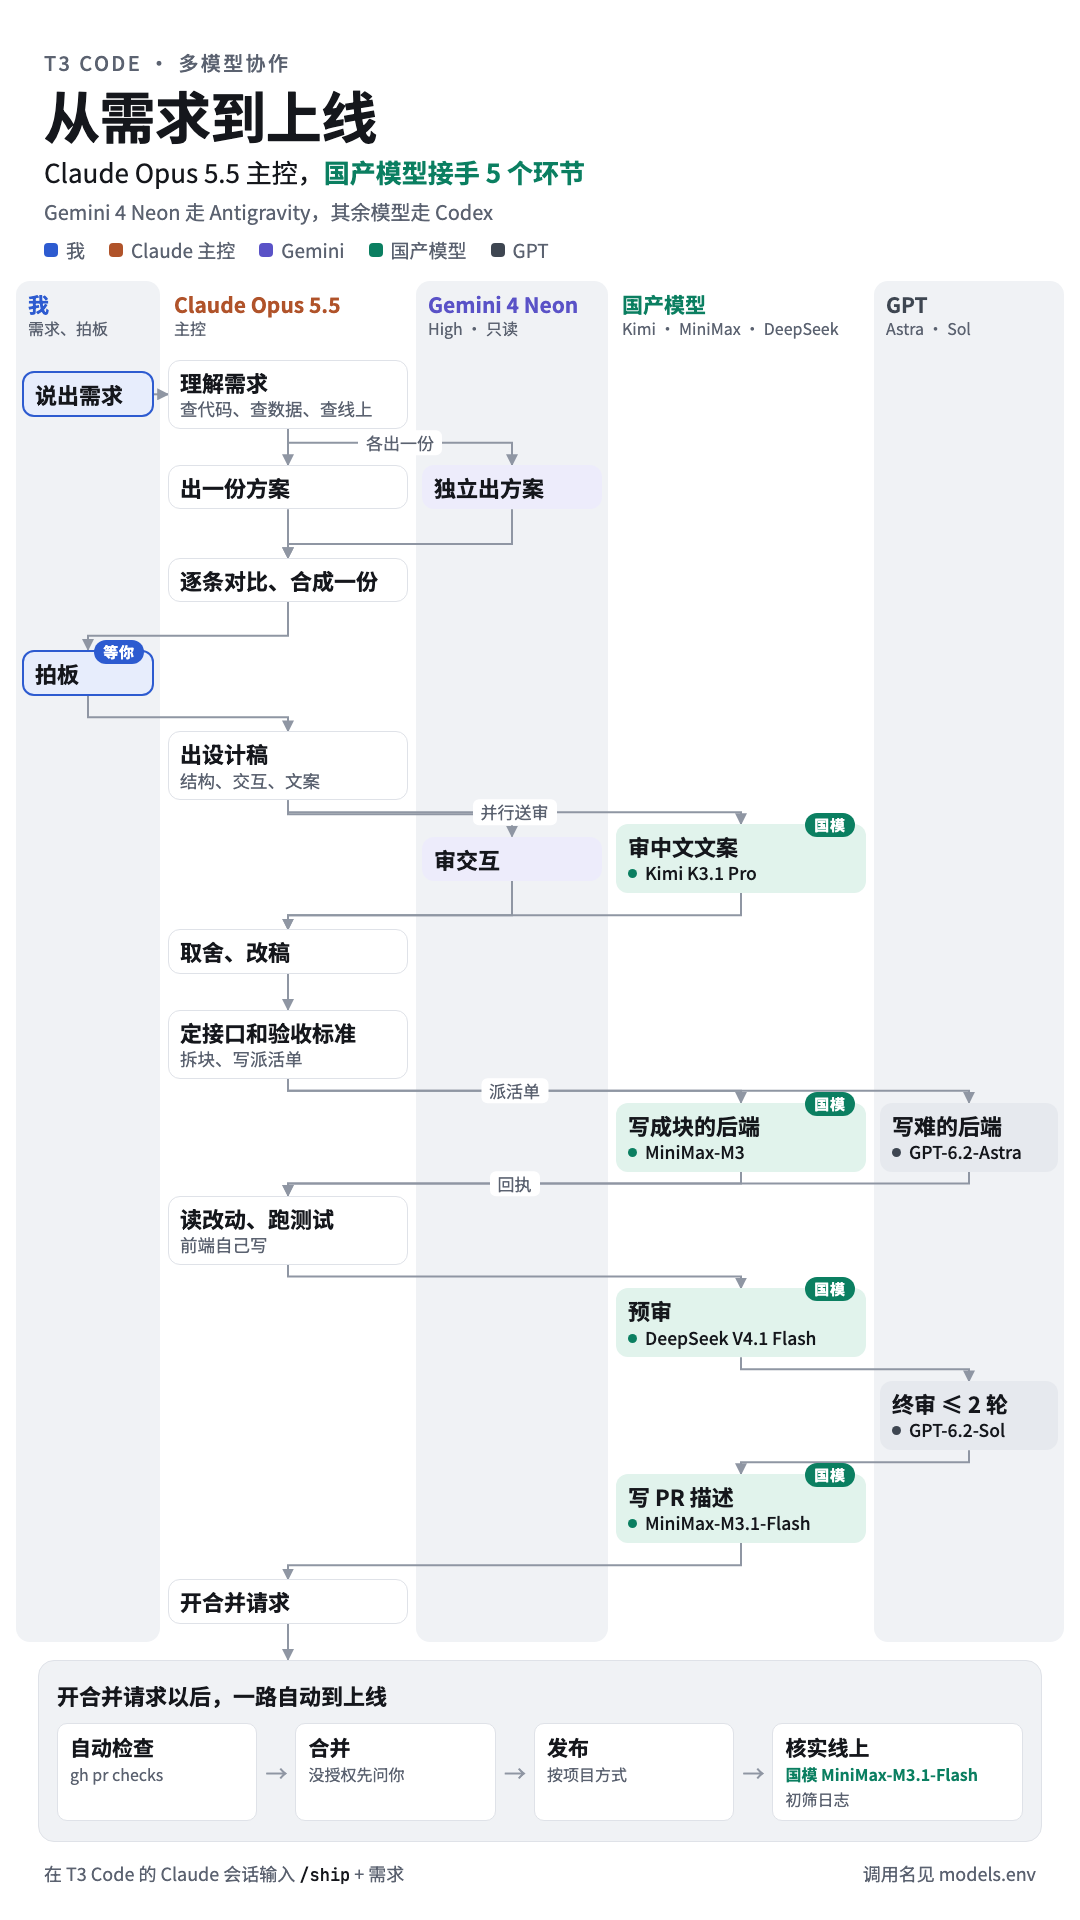 T3 CODE · 多模型协作
从需求到上线
Claude Opus 5.5 主控，国产模型接手 5 个环节
Gemini 4 Neon 走 Antigravity，其余模型走 Codex
我 Claude 主控 Gemini 国产模型 GPT
我 Claude Opus 5.5 Gemini 4 Neon 国产模型 GPT
需求、拍板 主控 High · 只读 Kimi · MiniMax · DeepSeek Astra · Sol
说出需求
理解需求
查代码、查数据、查线上
各出一份
出一份方案
独立出方案
逐条对比、合成一份
等你
拍板
出设计稿
结构、交互、文案
并行送审
国模
审交互
审中文文案
Kimi K3.1 Pro
取舍、改稿
定接口和验收标准
拆块、写派活单
派活单
国模
写成块的后端
MiniMax-M3
写难的后端
GPT-6.2-Astra
回执
读改动、跑测试
前端自己写
国模
预审
DeepSeek V4.1 Flash
终审 ≤ 2 轮
GPT-6.2-Sol
国模
写 PR 描述
MiniMax-M3.1-Flash
开合并请求
开合并请求以后，一路自动到上线
自动检查
gh pr checks
→
合并
没授权先问你
→
发布
按项目方式
→
核实线上
国模 MiniMax-M3.1-Flash
初筛日志
在 T3 Code 的 Claude 会话输入 /ship + 需求
调用名见 models.env